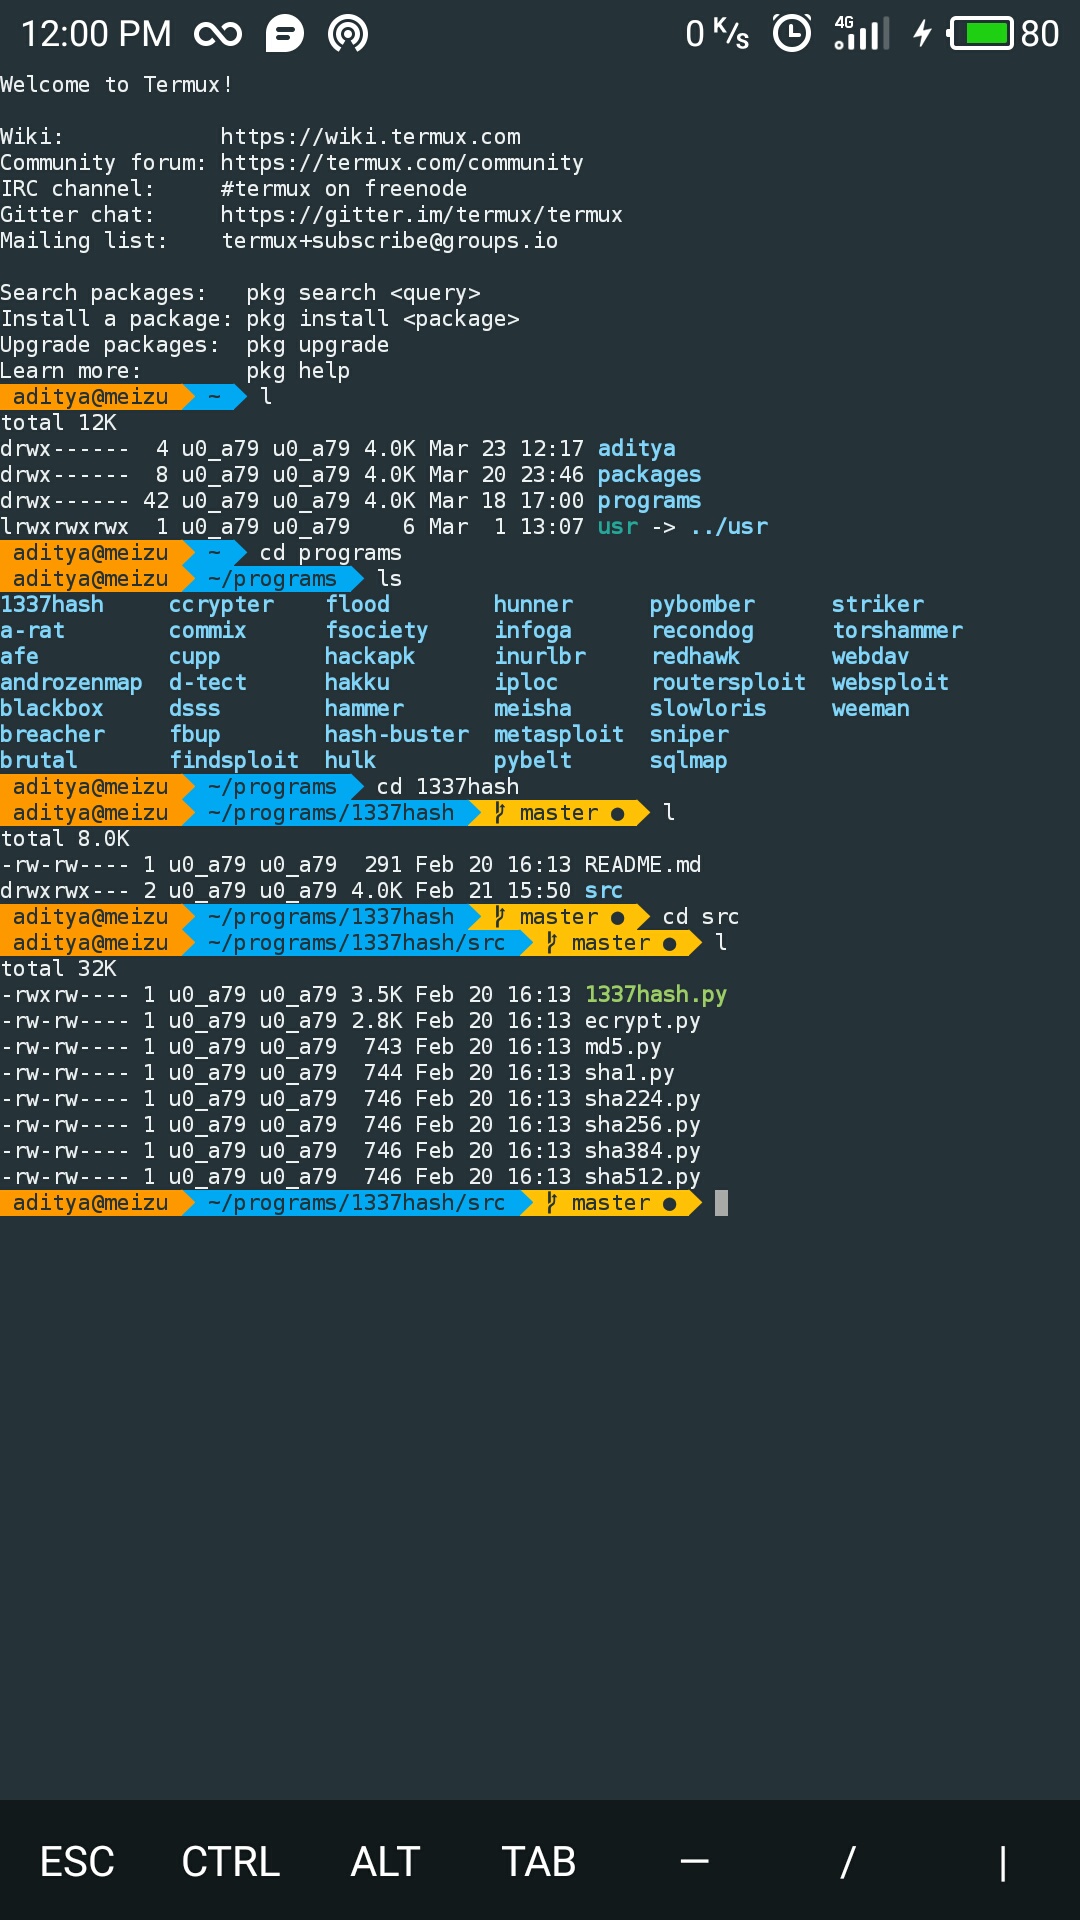 12:00 PM 0 K/s 4G 80
Welcome to Termux!
Wiki:            https://wiki.termux.com
Community forum: https://termux.com/community
IRC channel:     #termux on freenode
Gitter chat:     https://gitter.im/termux/termux
Mailing list:    termux+subscribe@groups.io
Search packages:   pkg search <query>
Install a package: pkg install <package>
Upgrade packages:  pkg upgrade
Learn more:        pkg help
aditya@meizu ~ l
total 12K
drwx------  4 u0_a79 u0_a79 4.0K Mar 23 12:17 aditya
drwx------  8 u0_a79 u0_a79 4.0K Mar 20 23:46 packages
drwx------ 42 u0_a79 u0_a79 4.0K Mar 18 17:00 programs
lrwxrwxrwx  1 u0_a79 u0_a79    6 Mar  1 13:07 usr -> ../usr
aditya@meizu ~ cd programs
aditya@meizu ~/programs ls
1337hash     ccrypter    flood        hunner      pybomber      striker
a-rat        commix      fsociety     infoga      recondog      torshammer
afe          cupp        hackapk      inurlbr     redhawk       webdav
androzenmap  d-tect      hakku        iploc       routersploit  websploit
blackbox     dsss        hammer       meisha      slowloris     weeman
breacher     fbup        hash-buster  metasploit  sniper
brutal       findsploit  hulk         pybelt      sqlmap
aditya@meizu ~/programs cd 1337hash
aditya@meizu ~/programs/1337hash master ● l
total 8.0K
-rw-rw---- 1 u0_a79 u0_a79  291 Feb 20 16:13 README.md
drwxrwx--- 2 u0_a79 u0_a79 4.0K Feb 21 15:50 src
aditya@meizu ~/programs/1337hash master ● cd src
aditya@meizu ~/programs/1337hash/src master ● l
total 32K
-rwxrw---- 1 u0_a79 u0_a79 3.5K Feb 20 16:13 1337hash.py
-rw-rw---- 1 u0_a79 u0_a79 2.8K Feb 20 16:13 ecrypt.py
-rw-rw---- 1 u0_a79 u0_a79  743 Feb 20 16:13 md5.py
-rw-rw---- 1 u0_a79 u0_a79  744 Feb 20 16:13 sha1.py
-rw-rw---- 1 u0_a79 u0_a79  746 Feb 20 16:13 sha224.py
-rw-rw---- 1 u0_a79 u0_a79  746 Feb 20 16:13 sha256.py
-rw-rw---- 1 u0_a79 u0_a79  746 Feb 20 16:13 sha384.py
-rw-rw---- 1 u0_a79 u0_a79  746 Feb 20 16:13 sha512.py
aditya@meizu ~/programs/1337hash/src master ●
ESC CTRL ALT TAB — / |